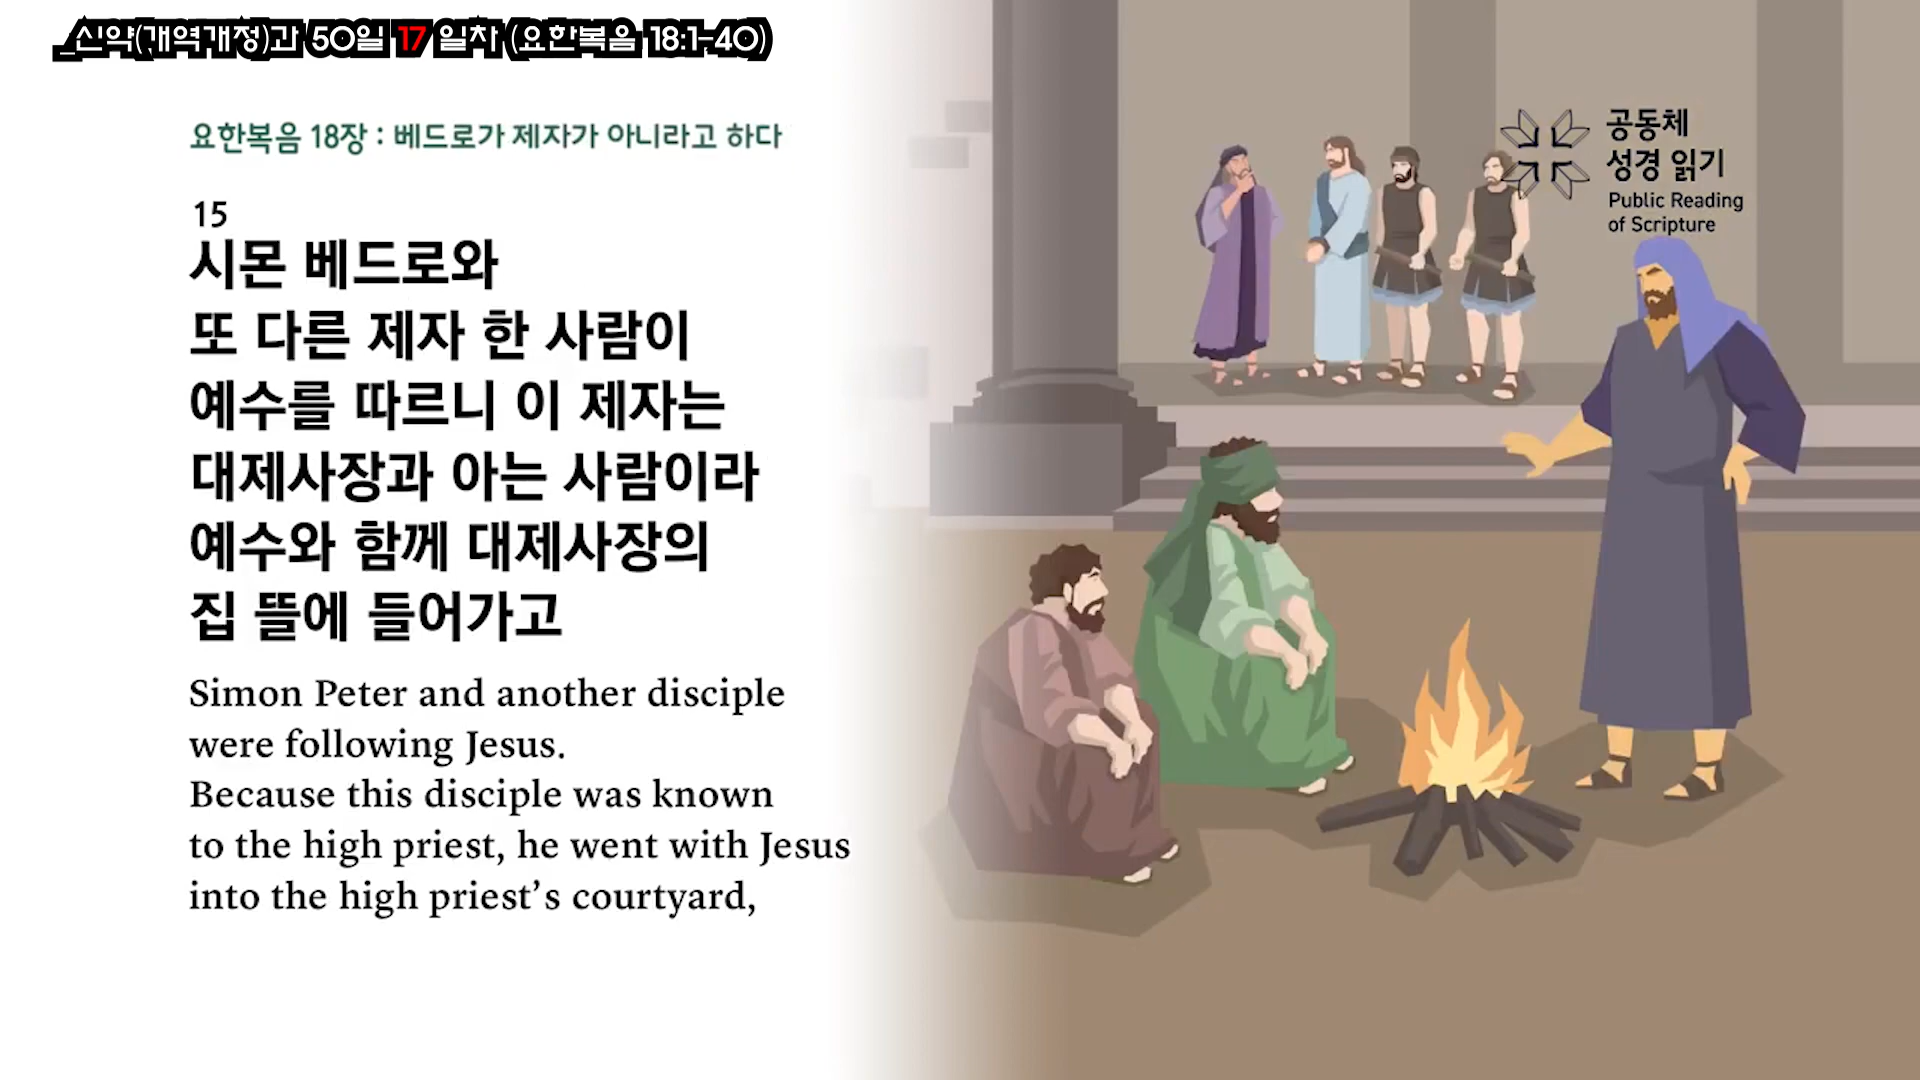 _신약(개역개정)과 50일 17 일차 (요한복음 18:1-40)
요한복음 18장 : 베드로가 제자가 아니라고 하다
15
시몬 베드로와
또 다른 제자 한 사람이
예수를 따르니 이 제자는
대제사장과 아는 사람이라
예수와 함께 대제사장의
집 뜰에 들어가고
Simon Peter and another disciple
were following Jesus.
Because this disciple was known
to the high priest, he went with Jesus
into the high priest’s courtyard,
공동체
성경 읽기
Public Reading
of Scripture